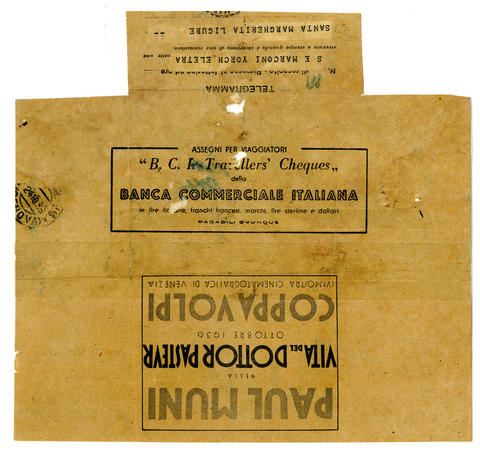 TELEGRAMMA
N. di recapito
S E MARCONI YORCH ELETRA
SANTA MARGHERITA LIGURE
ASSEGNI PER VIAGGIATORI
“B. C. I. Travellers' Cheques„
della
BANCA COMMERCIALE ITALIANA
in lire italiane, franchi francesi, marchi, lire sterline e dollari
PAGABILI OVUNQUE
PAUL MUNI
NELLA
VITA DEL DOTTOR PASTEUR
OTTOBRE 1936
COPPA VOLPI
IV MOSTRA CINEMATOGRAFICA DI VENEZIA